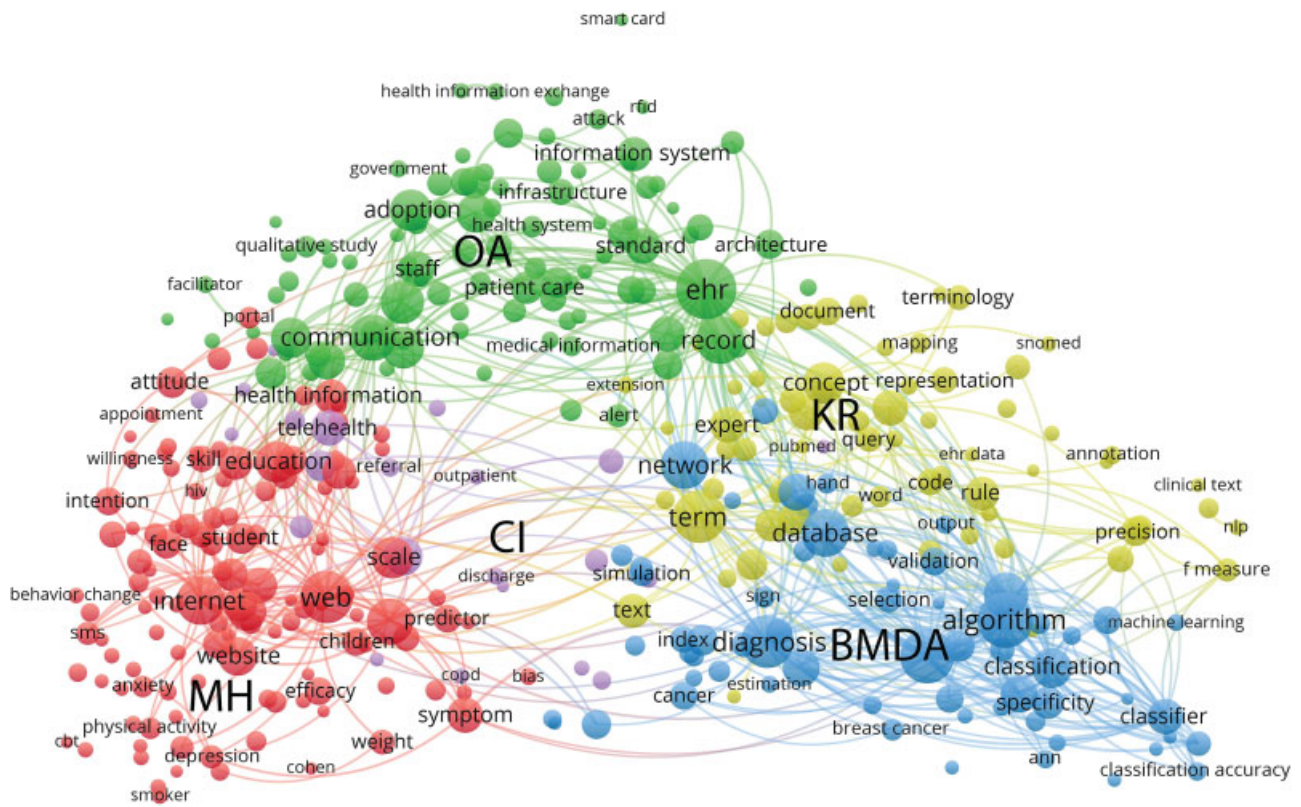 smart card
health information exchange
rfid
attack
information system
government
infrastructure
adoption
health system
qualitative study
OA
standard
architecture
staff
facilitator
patient care
ehr
terminology
document
portal
communication
medical information
record
mapping
snomed
attitude
extension
concept
representation
health information
appointment
alert
KR
telehealth
expert
pubmed
query
willingness
skill
education
referral
outpatient
network
ehr data
annotation
hiv
hand
code
clinical text
intention
word
rule
term
output
nlp
face
student
CI
database
precision
scale
validation
discharge
simulation
f measure
behavior change
internet
web
sign
selection
text
algorithm
sms
children
predictor
machine learning
website
index
diagnosis
BMDA
classification
anxiety
MH
efficacy
copd
bias
cancer
estimation
specificity
symptom
classifier
physical activity
breast cancer
cbt
depression
weight
ann
cohen
classification accuracy
smoker